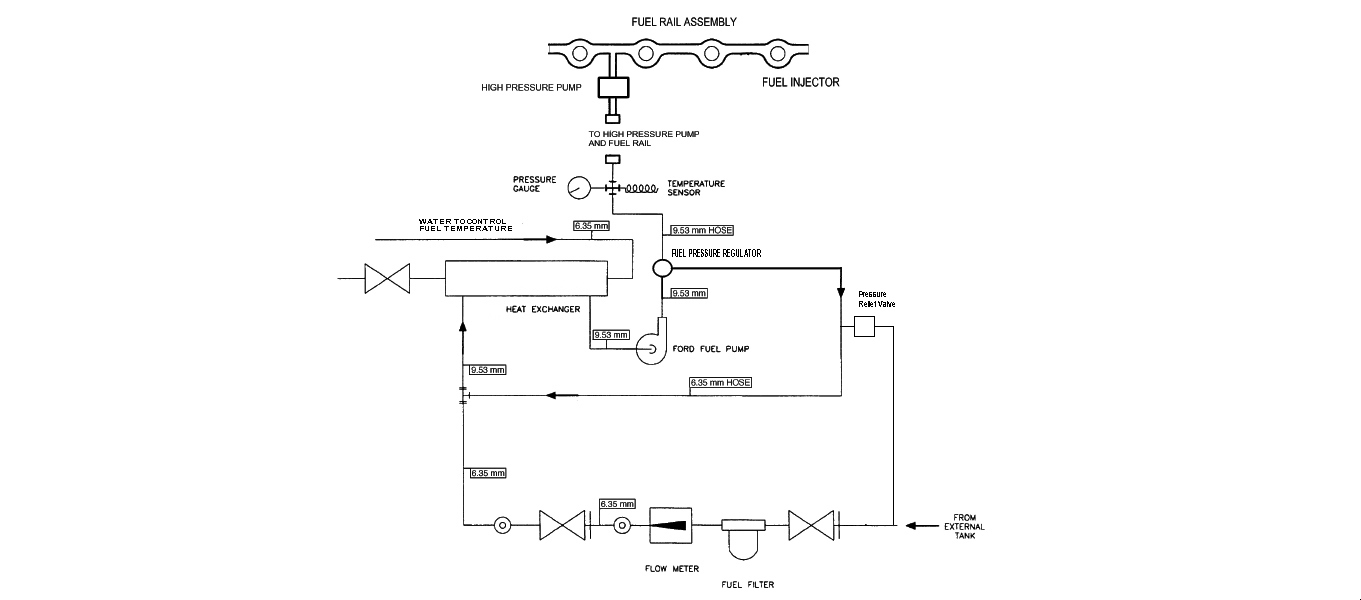 FUEL RAIL ASSEMBLY
FUEL INJECTOR
HIGH PRESSURE PUMP
TO HIGH PRESSURE PUMP
AND FUEL RAIL
PRESSURE
GAUGE
TEMPERATURE
SENSOR
WATER TO CONTROL
FUEL TEMPERATURE
6.35 mm
9.53 mm HOSE
FUEL PRESSURE REGULATOR
9.53 mm
Pressure
Relief Valve
HEAT EXCHANGER
9.53 mm
FORD FUEL PUMP
9.53 mm
6.35 mm HOSE
6.35 mm
6.35 mm
FROM
EXTERNAL
TANK
FLOW METER
FUEL FILTER